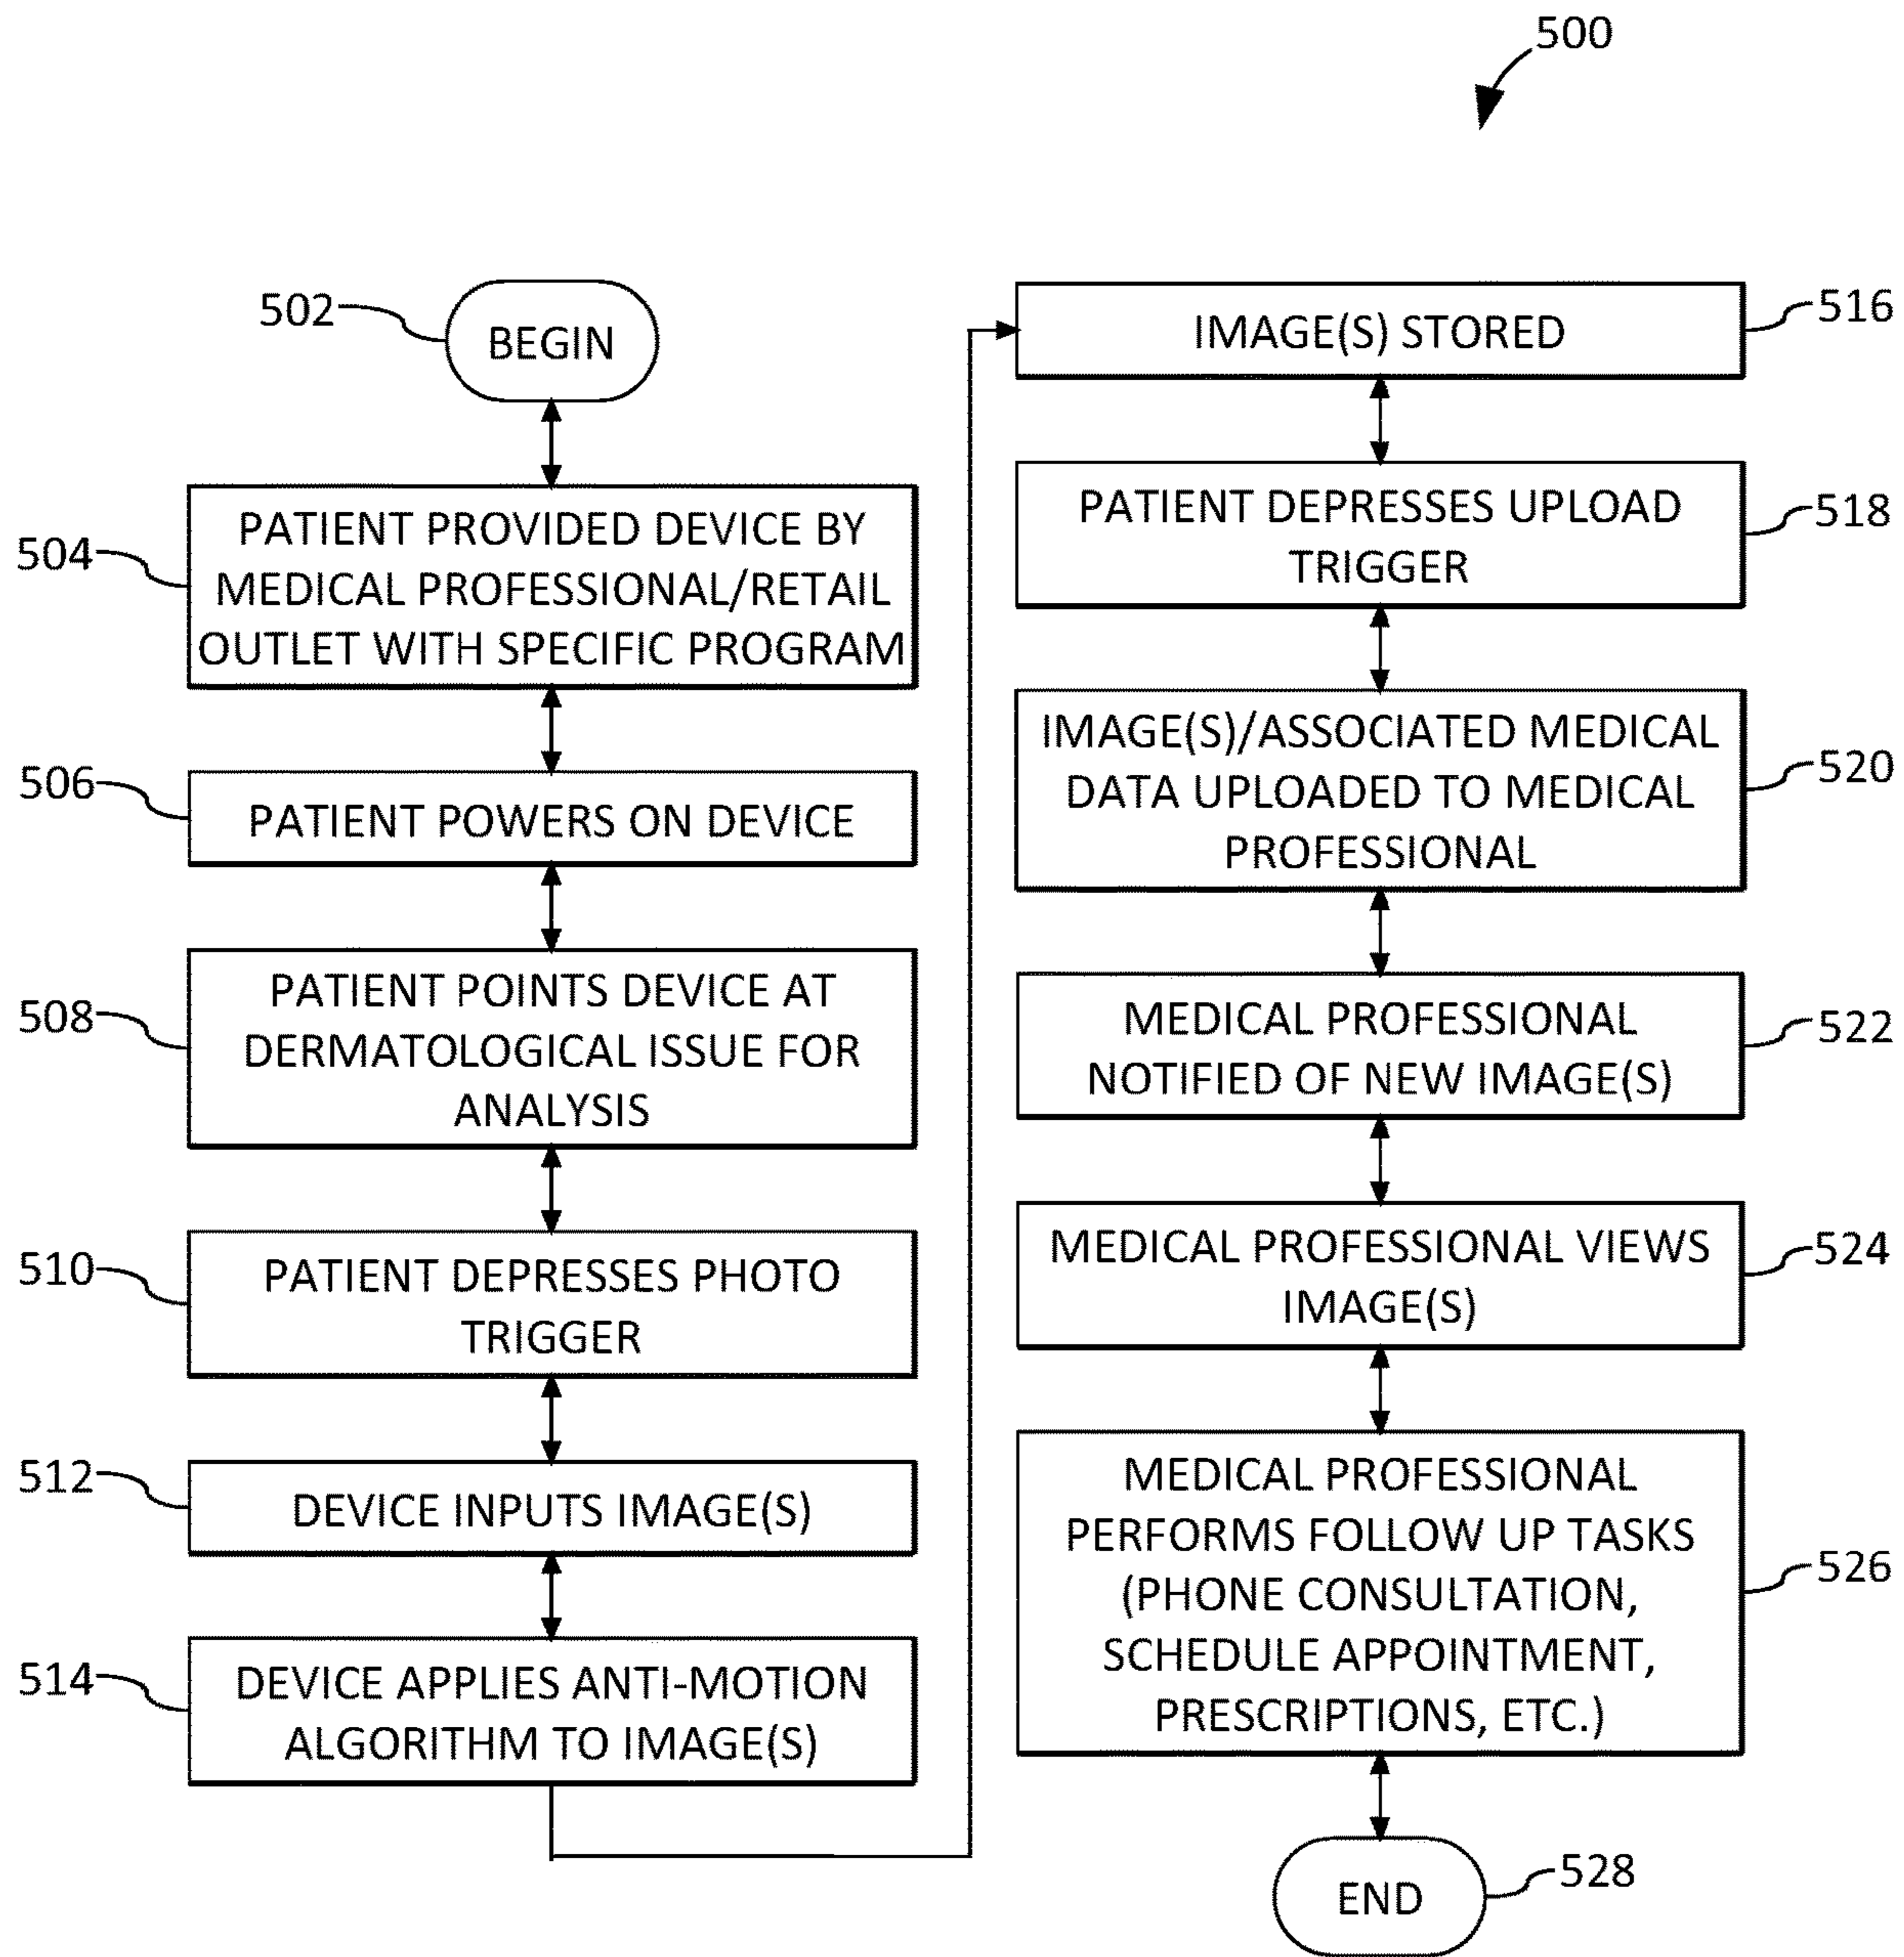 500
502
BEGIN
504
PATIENT PROVIDED DEVICE BY
MEDICAL PROFESSIONAL/RETAIL
OUTLET WITH SPECIFIC PROGRAM
506
PATIENT POWERS ON DEVICE
508
PATIENT POINTS DEVICE AT
DERMATOLOGICAL ISSUE FOR
ANALYSIS
510
PATIENT DEPRESSES PHOTO
TRIGGER
512
DEVICE INPUTS IMAGE(S)
514
DEVICE APPLIES ANTI-MOTION
ALGORITHM TO IMAGE(S)
IMAGE(S) STORED
516
PATIENT DEPRESSES UPLOAD
TRIGGER
518
IMAGE(S)/ASSOCIATED MEDICAL
DATA UPLOADED TO MEDICAL
PROFESSIONAL
520
MEDICAL PROFESSIONAL
NOTIFIED OF NEW IMAGE(S)
522
MEDICAL PROFESSIONAL VIEWS
IMAGE(S)
524
MEDICAL PROFESSIONAL
PERFORMS FOLLOW UP TASKS
(PHONE CONSULTATION,
SCHEDULE APPOINTMENT,
PRESCRIPTIONS, ETC.)
526
END
528